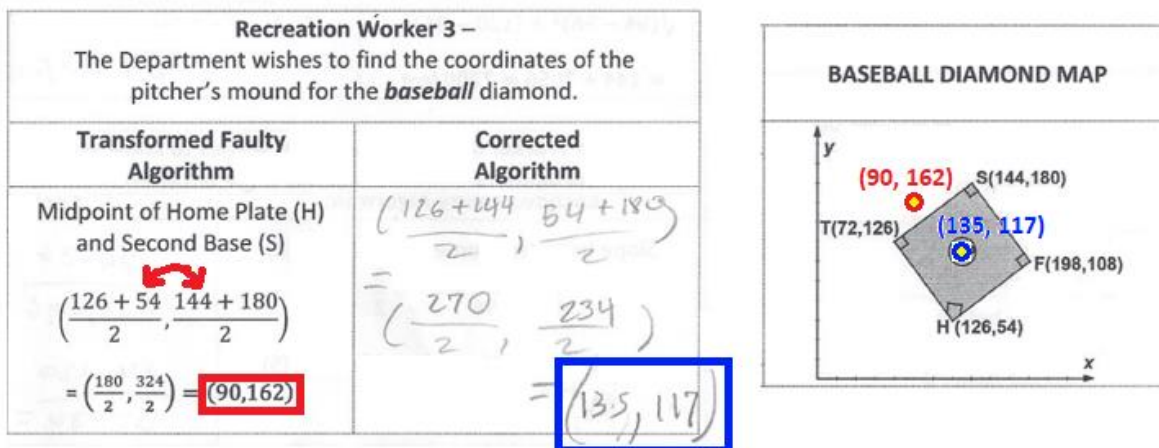 Recreation Worker 3 –
The Department wishes to find the coordinates of the
pitcher's mound for the baseball diamond.
Transformed Faulty
Algorithm
Corrected
Algorithm
Midpoint of Home Plate (H)
and Second Base (S)
(126 + 54 / 2, 144 + 180 / 2)
= (180/2, 324/2) = (90,162)
(126 + 144 / 2, 54 + 180 / 2)
=
(270 / 2, 234 / 2)
= (135, 117)
BASEBALL DIAMOND MAP
y
(90, 162)
S(144,180)
T(72,126)
(135, 117)
F(198,108)
H (126,54)
x